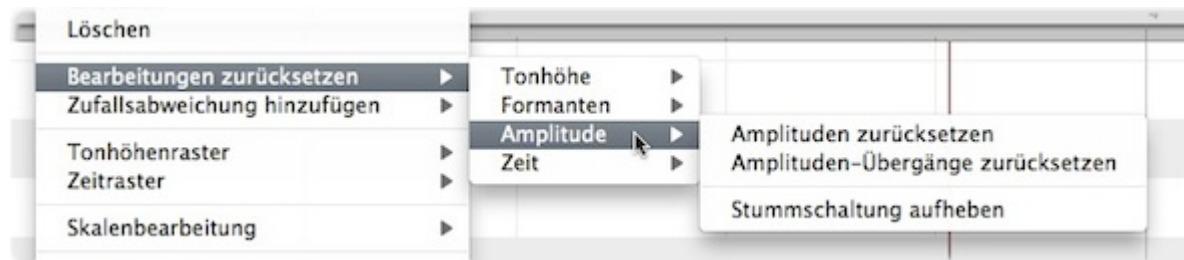 Löschen
Bearbeitungen zurücksetzen
Zufallsabweichung hinzufügen
Tonhöhenraster
Zeitraster
Skalenbearbeitung
Tonhöhe
Formanten
Amplitude
Zeit
Amplituden zurücksetzen
Amplituden-Übergänge zurücksetzen
Stummschaltung aufheben